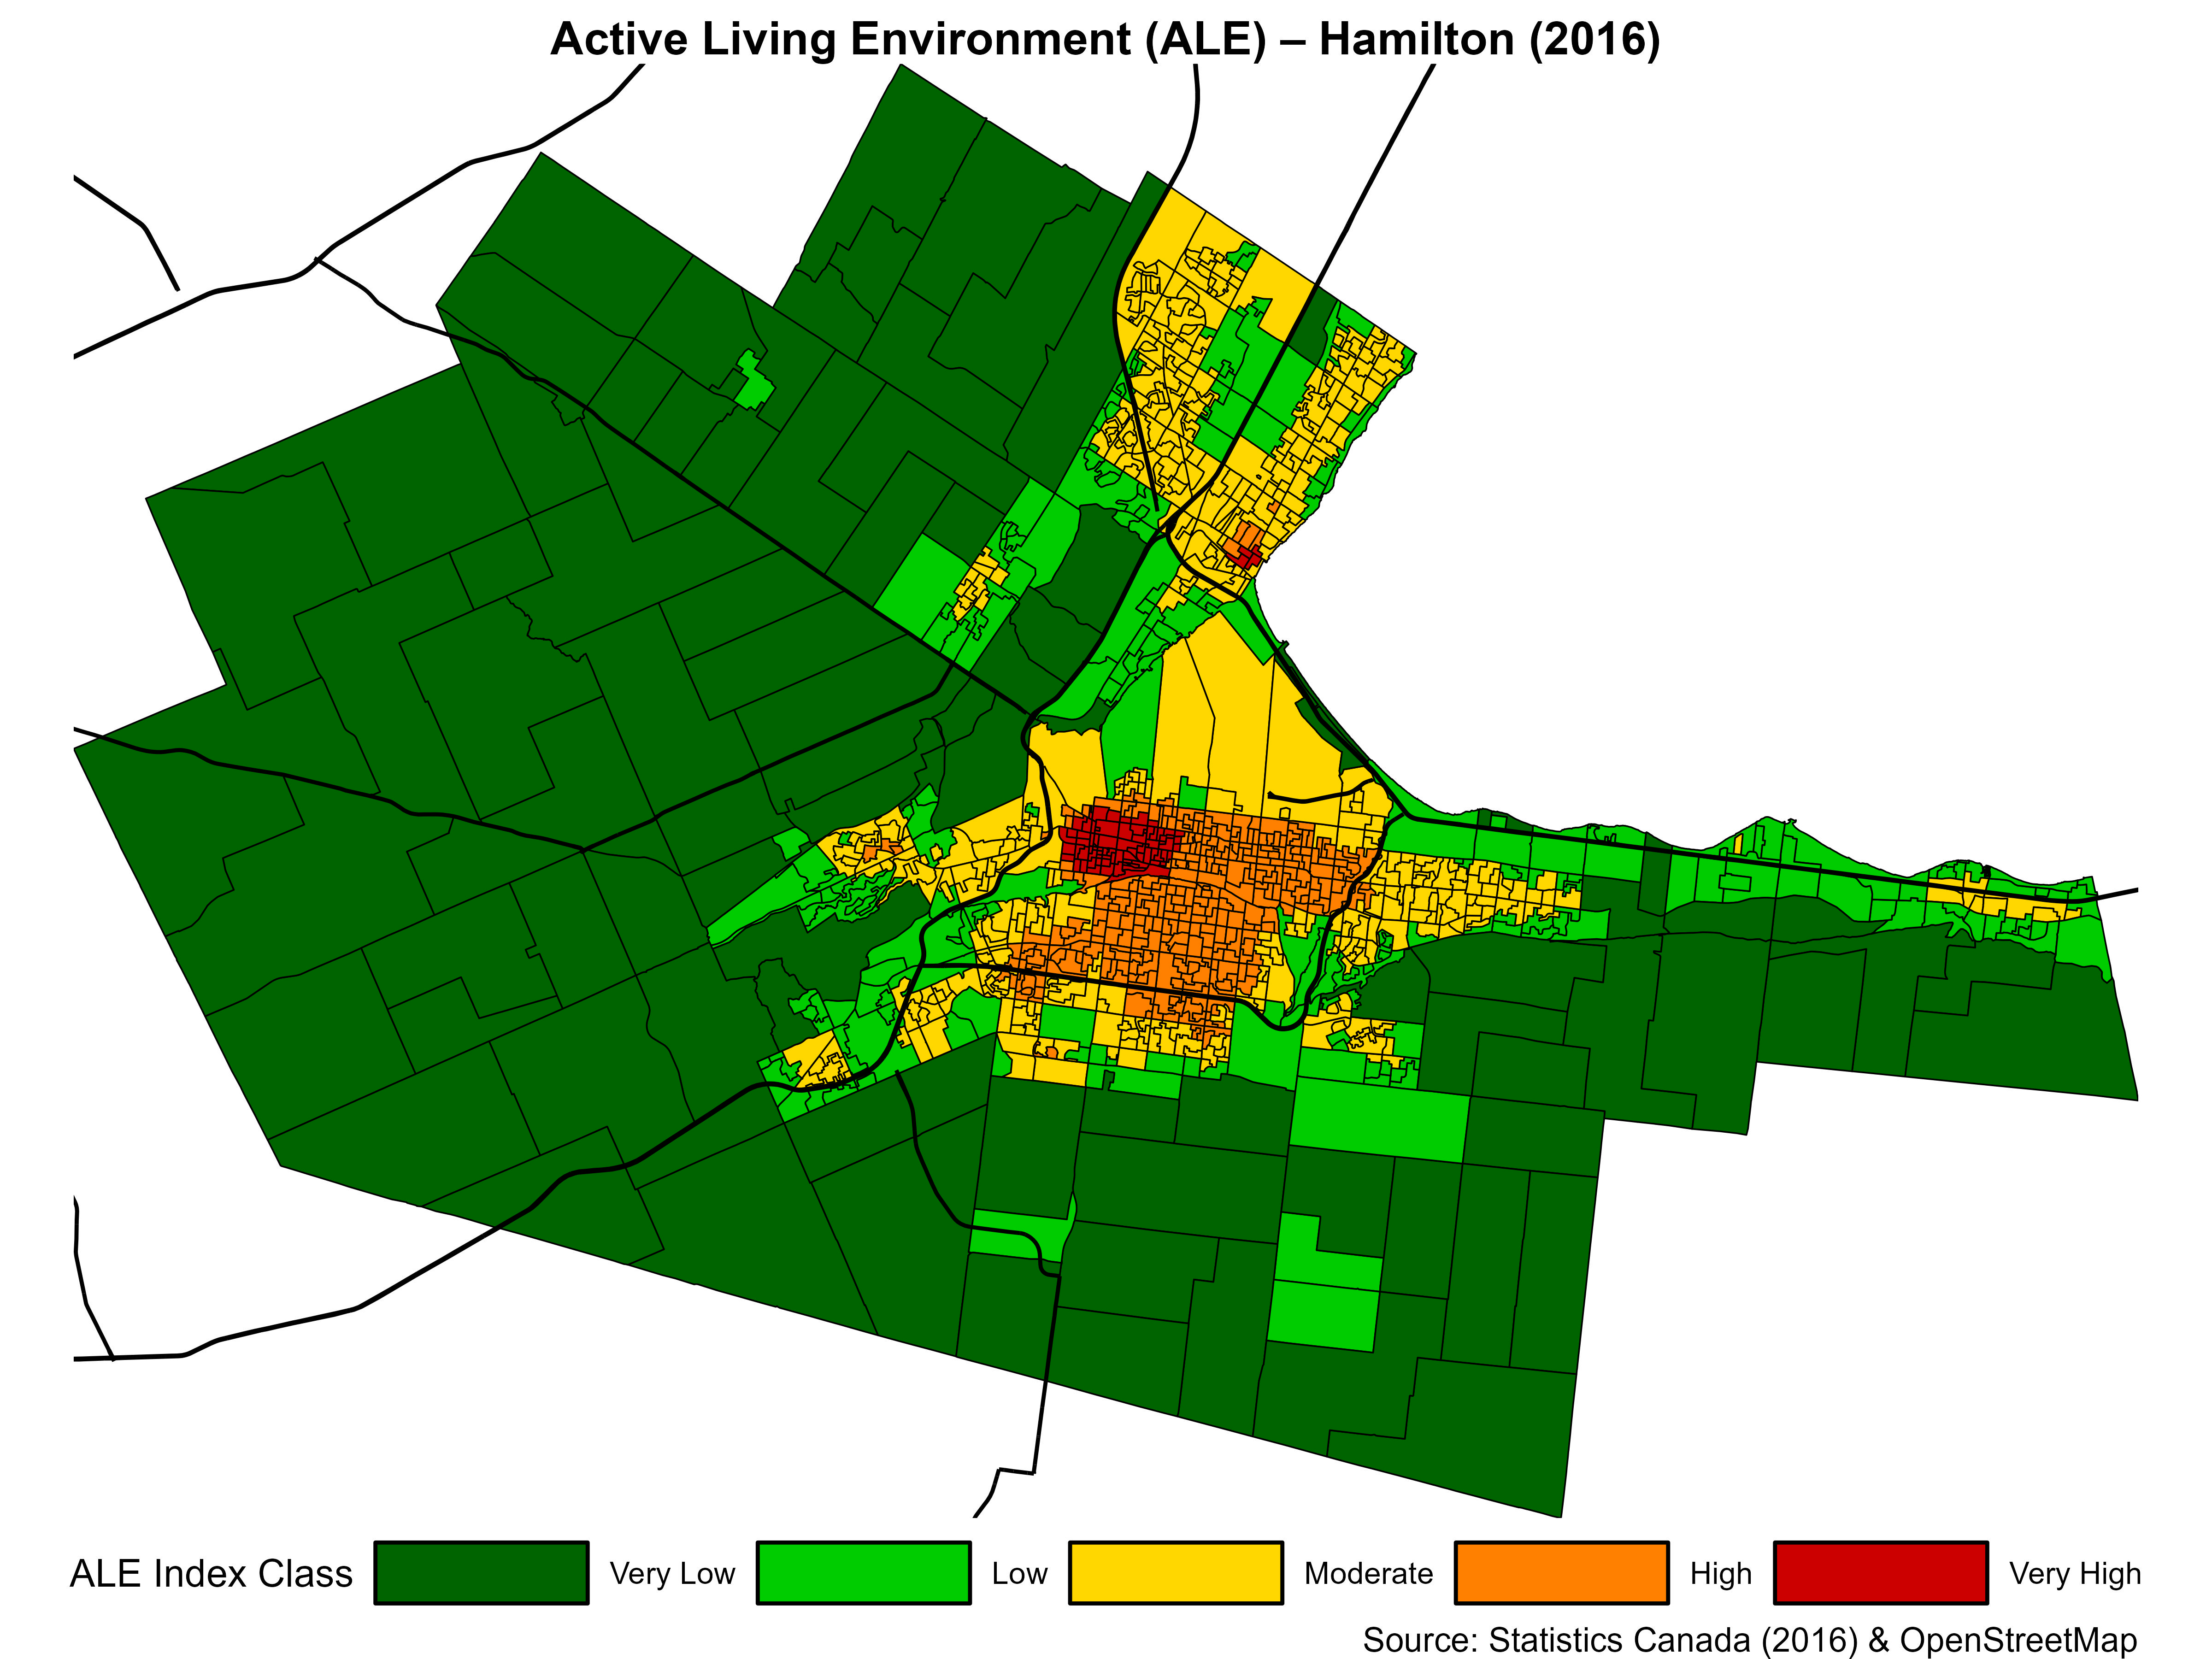 Active Living Environment (ALE) – Hamilton (2016)
ALE Index Class Very Low Low Moderate High Very High
Source: Statistics Canada (2016) & OpenStreetMap